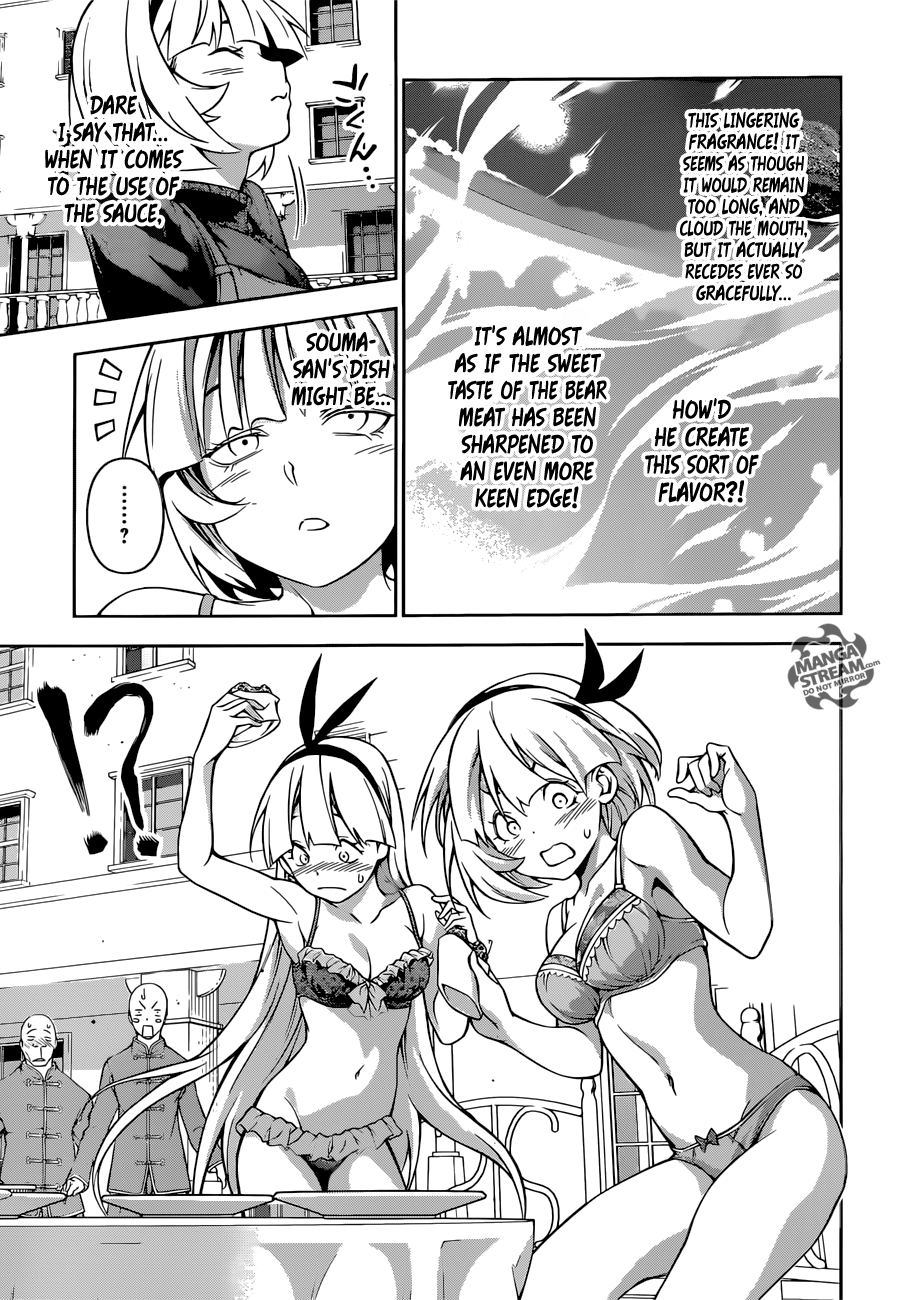 THIS LINGERING
FRAGRANCE! IT
SEEMS AS THOUGH
IT WOULD REMAIN
TOO LONG, AND
CLOUD THE MOUTH,
BUT IT ACTUALLY
RECEDES EVER SO
GRACEFULLY...
HOW'D
HE CREATE
THIS SORT OF
FLAVOR?!
IT'S ALMOST
AS IF THE SWEET
TASTE OF THE BEAR
MEAT HAS BEEN
SHARPENED TO
AN EVEN MORE
KEEN EDGE!
DARE
I SAY THAT...
WHEN IT COMES
TO THE USE OF
THE SAUCE,
ごくん…
SOUMA-
SAN'S DISH
MIGHT BE...
......?
!?
MANGA
STREAM.com
DO NOT MIRROR!